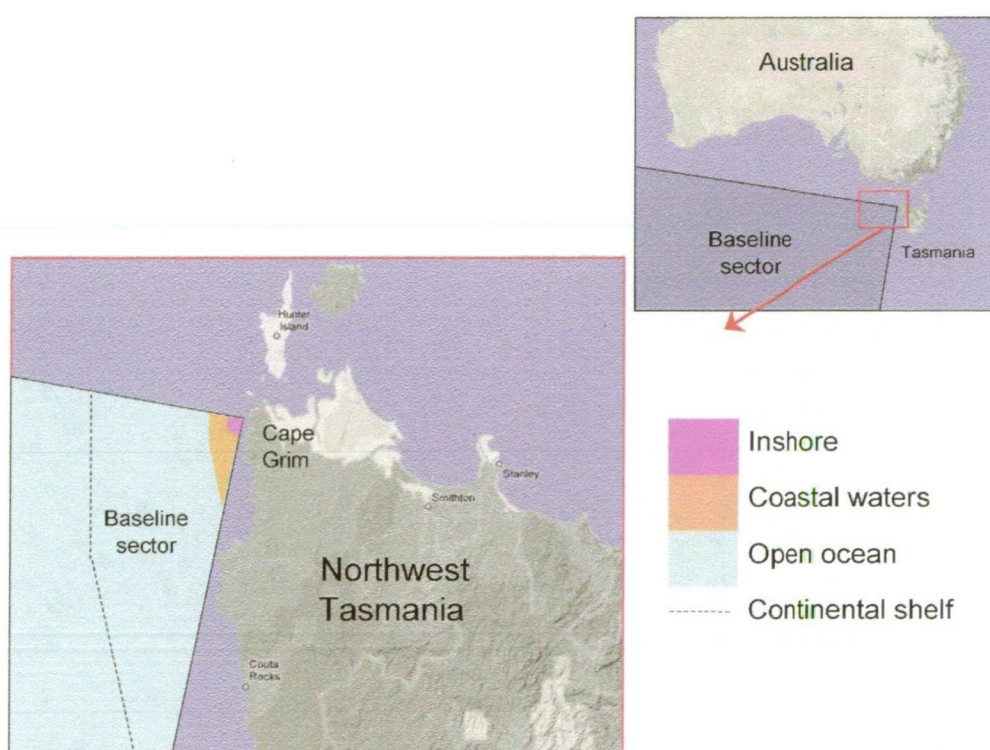 Australia
Baseline
sector
Tasmania
Hunter
Island
Cape
Grim
Stanley
Smithton
Baseline
sector
Northwest
Tasmania
Couta
Rocks
Inshore
Coastal waters
Open ocean
Continental shelf